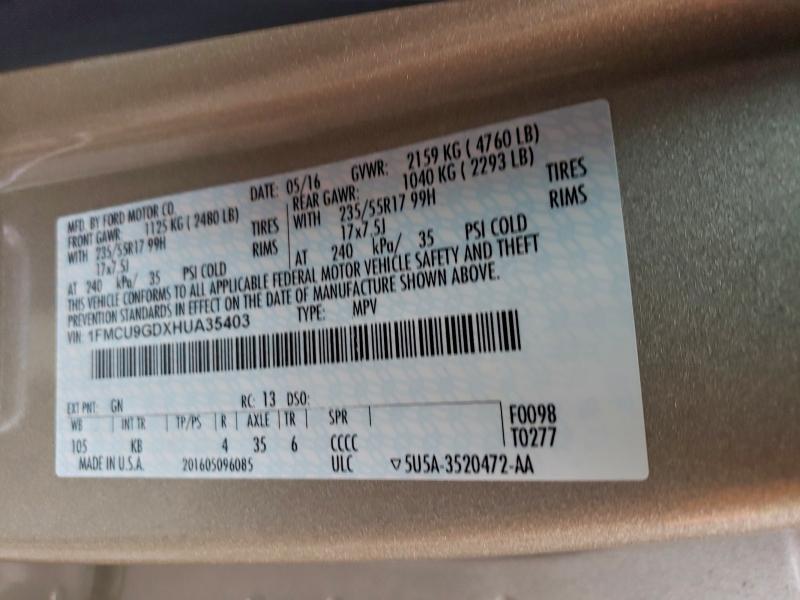 MFD. BY FORD MOTOR CO.
DATE: 05/16 GVWR: 2159 KG ( 4760 LB)
FRONT GAWR: 1125 KG ( 2480 LB) REAR GAWR: 1040 KG ( 2293 LB)
WITH 235/55R17 99H TIRES WITH 235/55R17 99H TIRES
17x7.5J RIMS 17x7.5J RIMS
AT 240 kPa/ 35 PSI COLD AT 240 kPa/ 35 PSI COLD
THIS VEHICLE CONFORMS TO ALL APPLICABLE FEDERAL MOTOR VEHICLE SAFETY AND THEFT
PREVENTION STANDARDS IN EFFECT ON THE DATE OF MANUFACTURE SHOWN ABOVE.
VIN: 1FMCU9GDXHUA35403 TYPE: MPV
EXT PNT: GN RC: 13 DSO:
WB INT TR TP/PS R AXLE TR SPR F0098
105 KB 4 35 6 CCCC T0277
MADE IN U.S.A. 201605096085 ULC ▽5U5A-3520472-AA